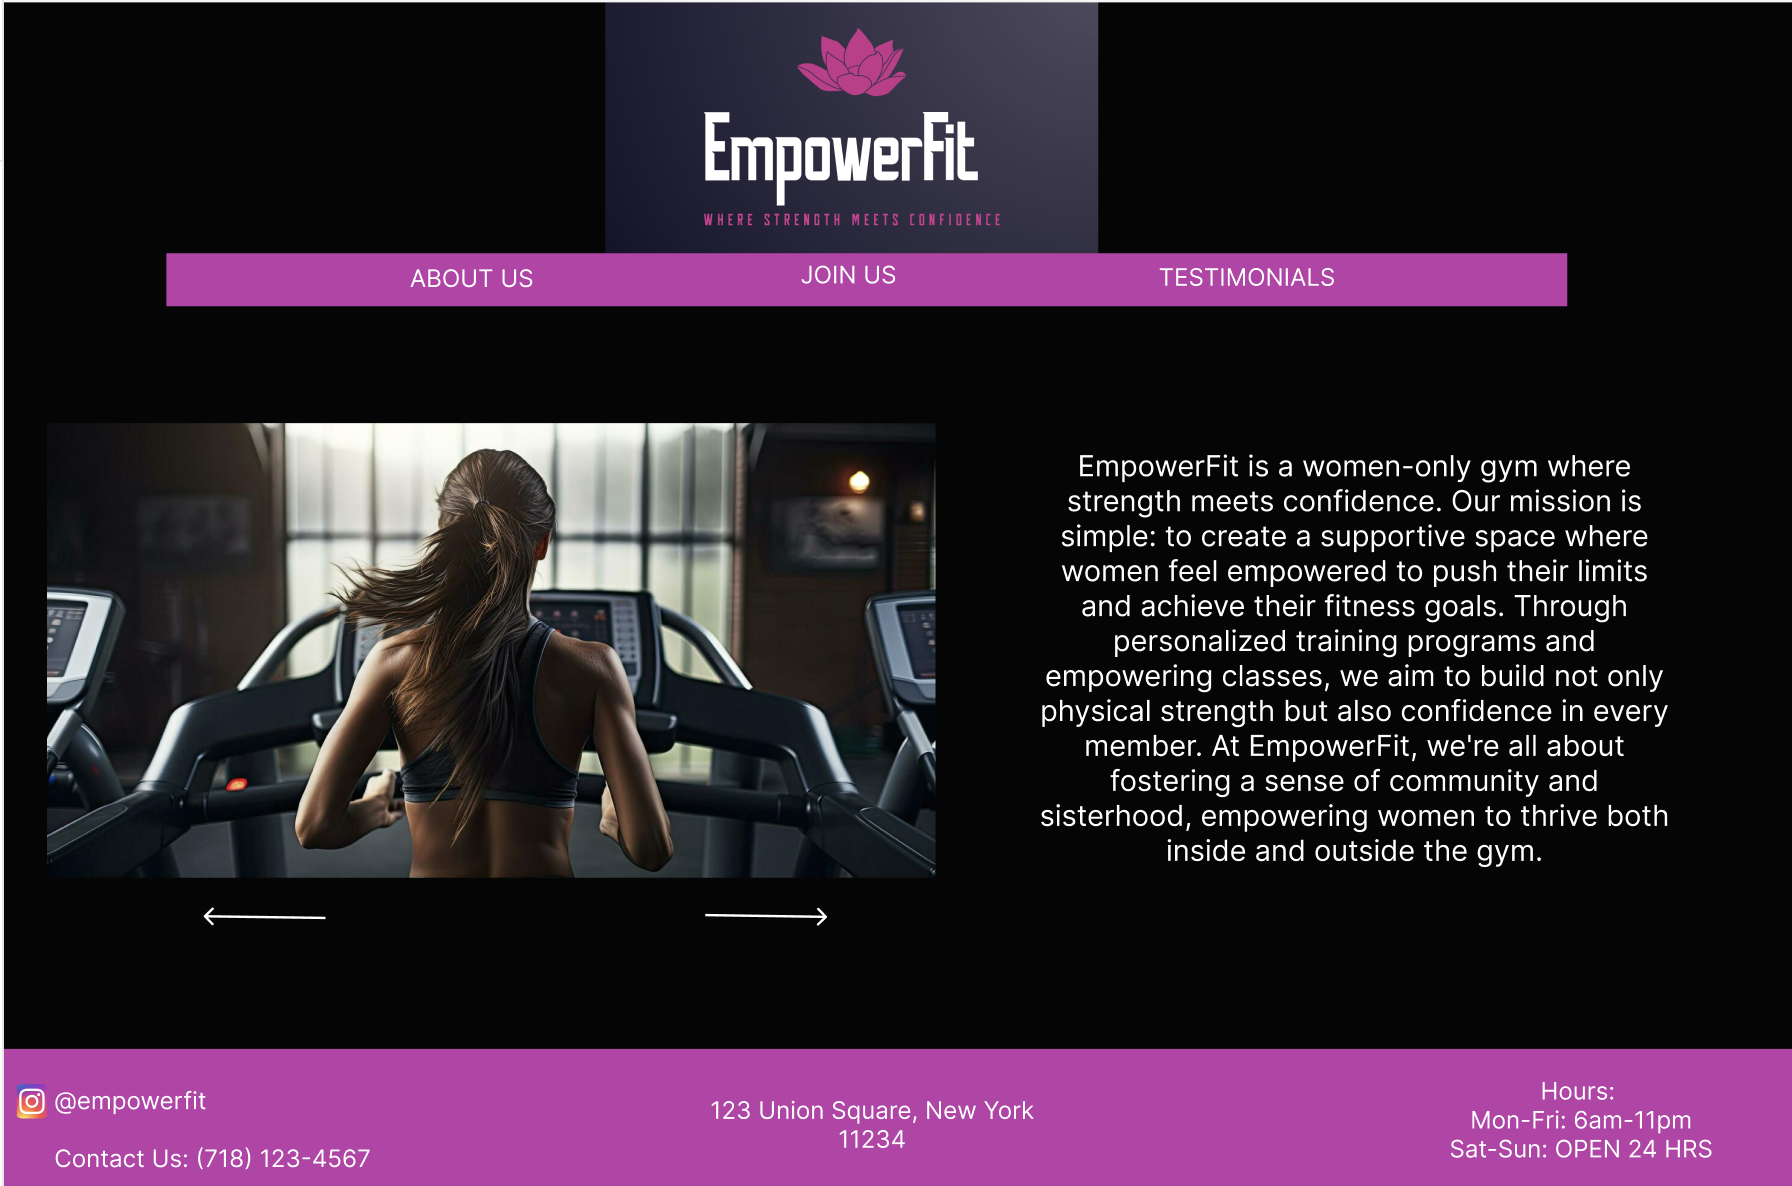 EmpowerFit
WHERE STRENGTH MEETS CONFIDENCE
ABOUT US
JOIN US
TESTIMONIALS
EmpowerFit is a women-only gym where
strength meets confidence. Our mission is
simple: to create a supportive space where
women feel empowered to push their limits
and achieve their fitness goals. Through
personalized training programs and
empowering classes, we aim to build not only
physical strength but also confidence in every
member. At EmpowerFit, we're all about
fostering a sense of community and
sisterhood, empowering women to thrive both
inside and outside the gym.
@empowerfit
Contact Us: (718) 123-4567
123 Union Square, New York
11234
Hours:
Mon-Fri: 6am-11pm
Sat-Sun: OPEN 24 HRS